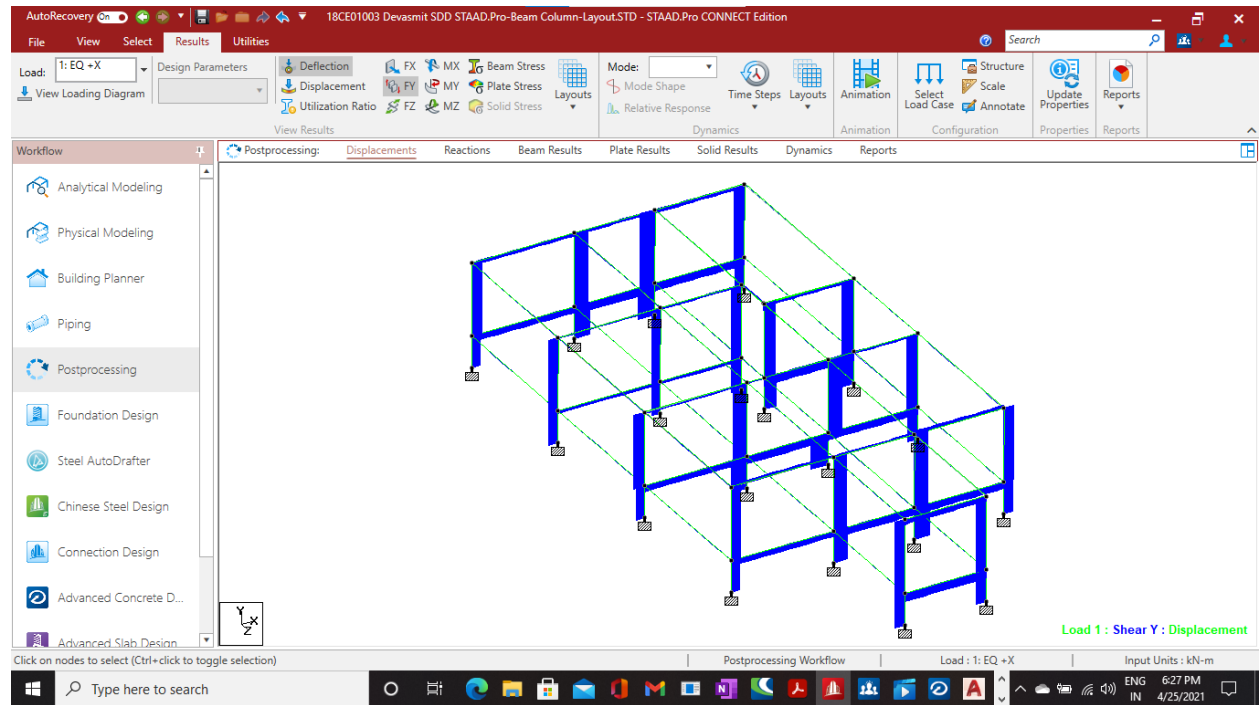 AutoRecovery On 18CE01003 Devasmit SDD STAAD.Pro-Beam Column-Layout.STD - STAAD.Pro CONNECT Edition
File View Select Results Utilities Search
Load: 1: EQ +X Design Parameters
View Loading Diagram
Deflection FX MX Beam Stress
Displacement FY MY Plate Stress
Utilization Ratio FZ MZ Solid Stress
Layouts
View Results
Mode:
Mode Shape
Relative Response
Time Steps Layouts
Dynamics
Animation
Animation
Select Load Case
Structure
Scale
Annotate
Configuration
Update Properties
Properties
Reports
Reports
Workflow
Postprocessing: Displacements Reactions Beam Results Plate Results Solid Results Dynamics Reports
Analytical Modeling
Physical Modeling
Building Planner
Piping
Postprocessing
Foundation Design
Steel AutoDrafter
Chinese Steel Design
Connection Design
Advanced Concrete D...
Advanced Slab Design
Y
X
Z
Load 1 : Shear Y : Displacement
Click on nodes to select (Ctrl+click to toggle selection) Postprocessing Workflow Load : 1: EQ +X Input Units : kN-m
Type here to search
ENG 6:27 PM
IN 4/25/2021